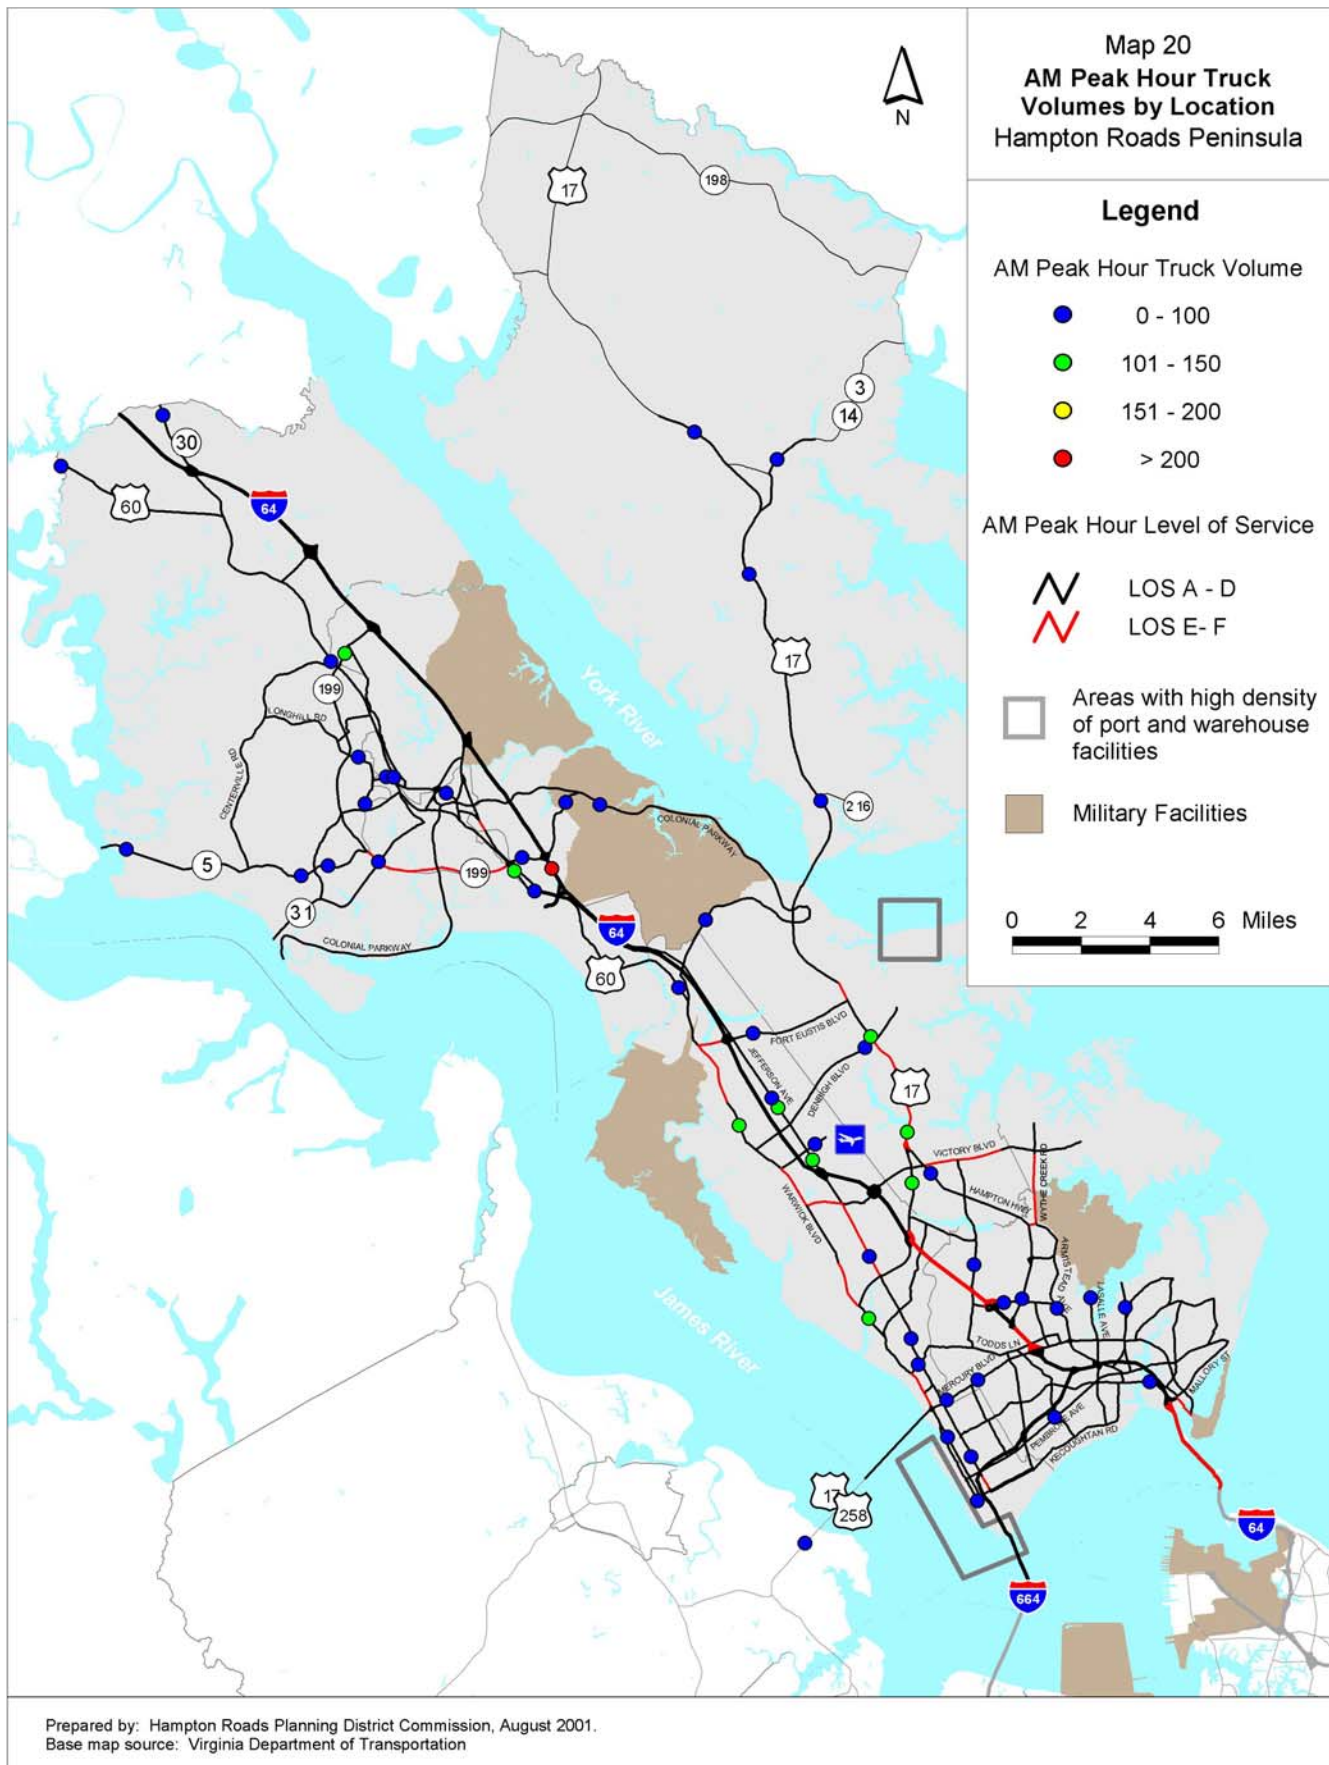 Map 20
AM Peak Hour Truck
Volumes by Location
Hampton Roads Peninsula
Legend
AM Peak Hour Truck Volume
0 - 100
101 - 150
151 - 200
> 200
AM Peak Hour Level of Service
LOS A - D
LOS E- F
Areas with high density
of port and warehouse
facilities
Military Facilities
0 2 4 6 Miles
N
17
198
3
14
30
60
64
17
York River
199
LONGHILL RD
CENTERVILLE RD
216
COLONIAL PARKWAY
5
199
31
COLONIAL PARKWAY
64
60
FORT EUSTIS BLVD
JEFFERSON AVE
DENBIGH BLVD
17
VICTORY BLVD
WYTHE CREEK RD
HAMPTON HWY
WARWICK BLVD
ARMISTEAD AVE
LASALLE AVE
James River
TODDS LN
MERCURY BLVD
MALLORY ST
PEMBROKE AVE
KECOUGHTAN RD
17
258
64
664
Prepared by: Hampton Roads Planning District Commission, August 2001.
Base map source: Virginia Department of Transportation